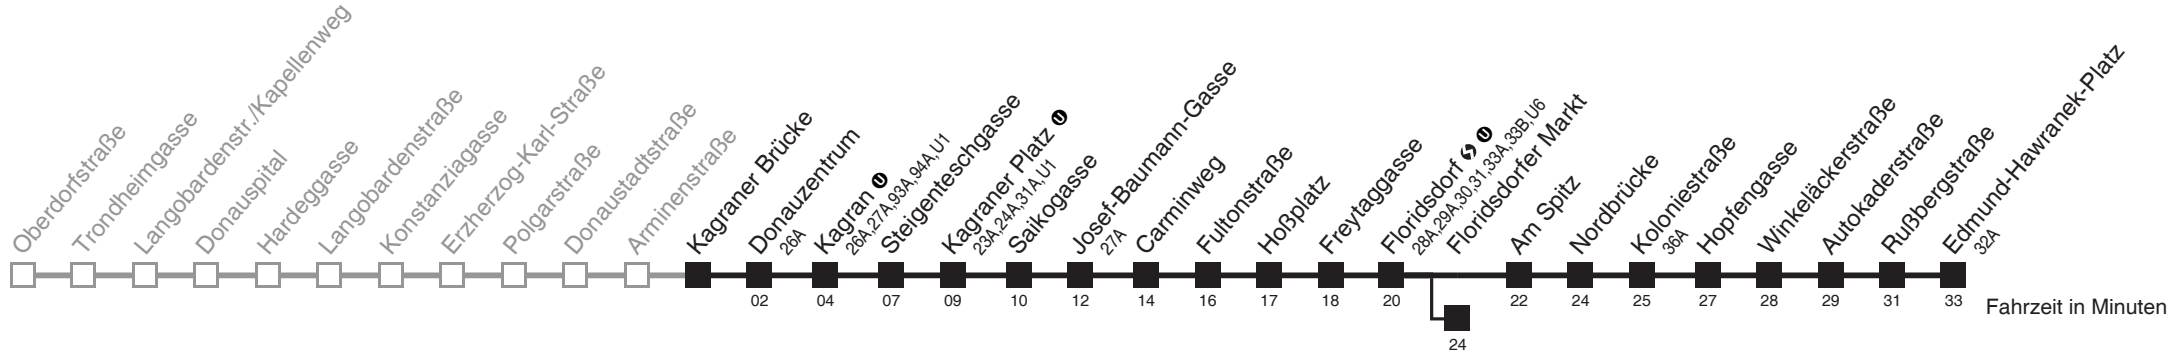 Oberdorfstraße
Trondheimgasse
Langobardenstr./Kapellenweg
Donauspital
Hardeggasse
Langobardenstraße
Konstanziagasse
Erzherzog-Karl-Straße
Polgarstraße
Donaustadtstraße
Arminenstraße
Kagraner Brücke
Donauzentrum
26A
Kagran U
26A,27A,93A,94A,U1
Steigenteschgasse
Kagraner Platz U
23A,24A,31A,U1
Saikogasse
Josef-Baumann-Gasse
27A
Carminweg
Fultonstraße
Hoßplatz
Freytaggasse
Floridsdorf S U
28A,29A,30,31,33A,33B,U6
Floridsdorfer Markt
Am Spitz
Nordbrücke
Koloniestraße
36A
Hopfengasse
Winkeläckerstraße
Autokaderstraße
Rußbergstraße
Edmund-Hawranek-Platz
32A
02 04 07 09 10 12 14 16 17 18 20 22 24 25 27 28 29 31 33
Fahrzeit in Minuten
24